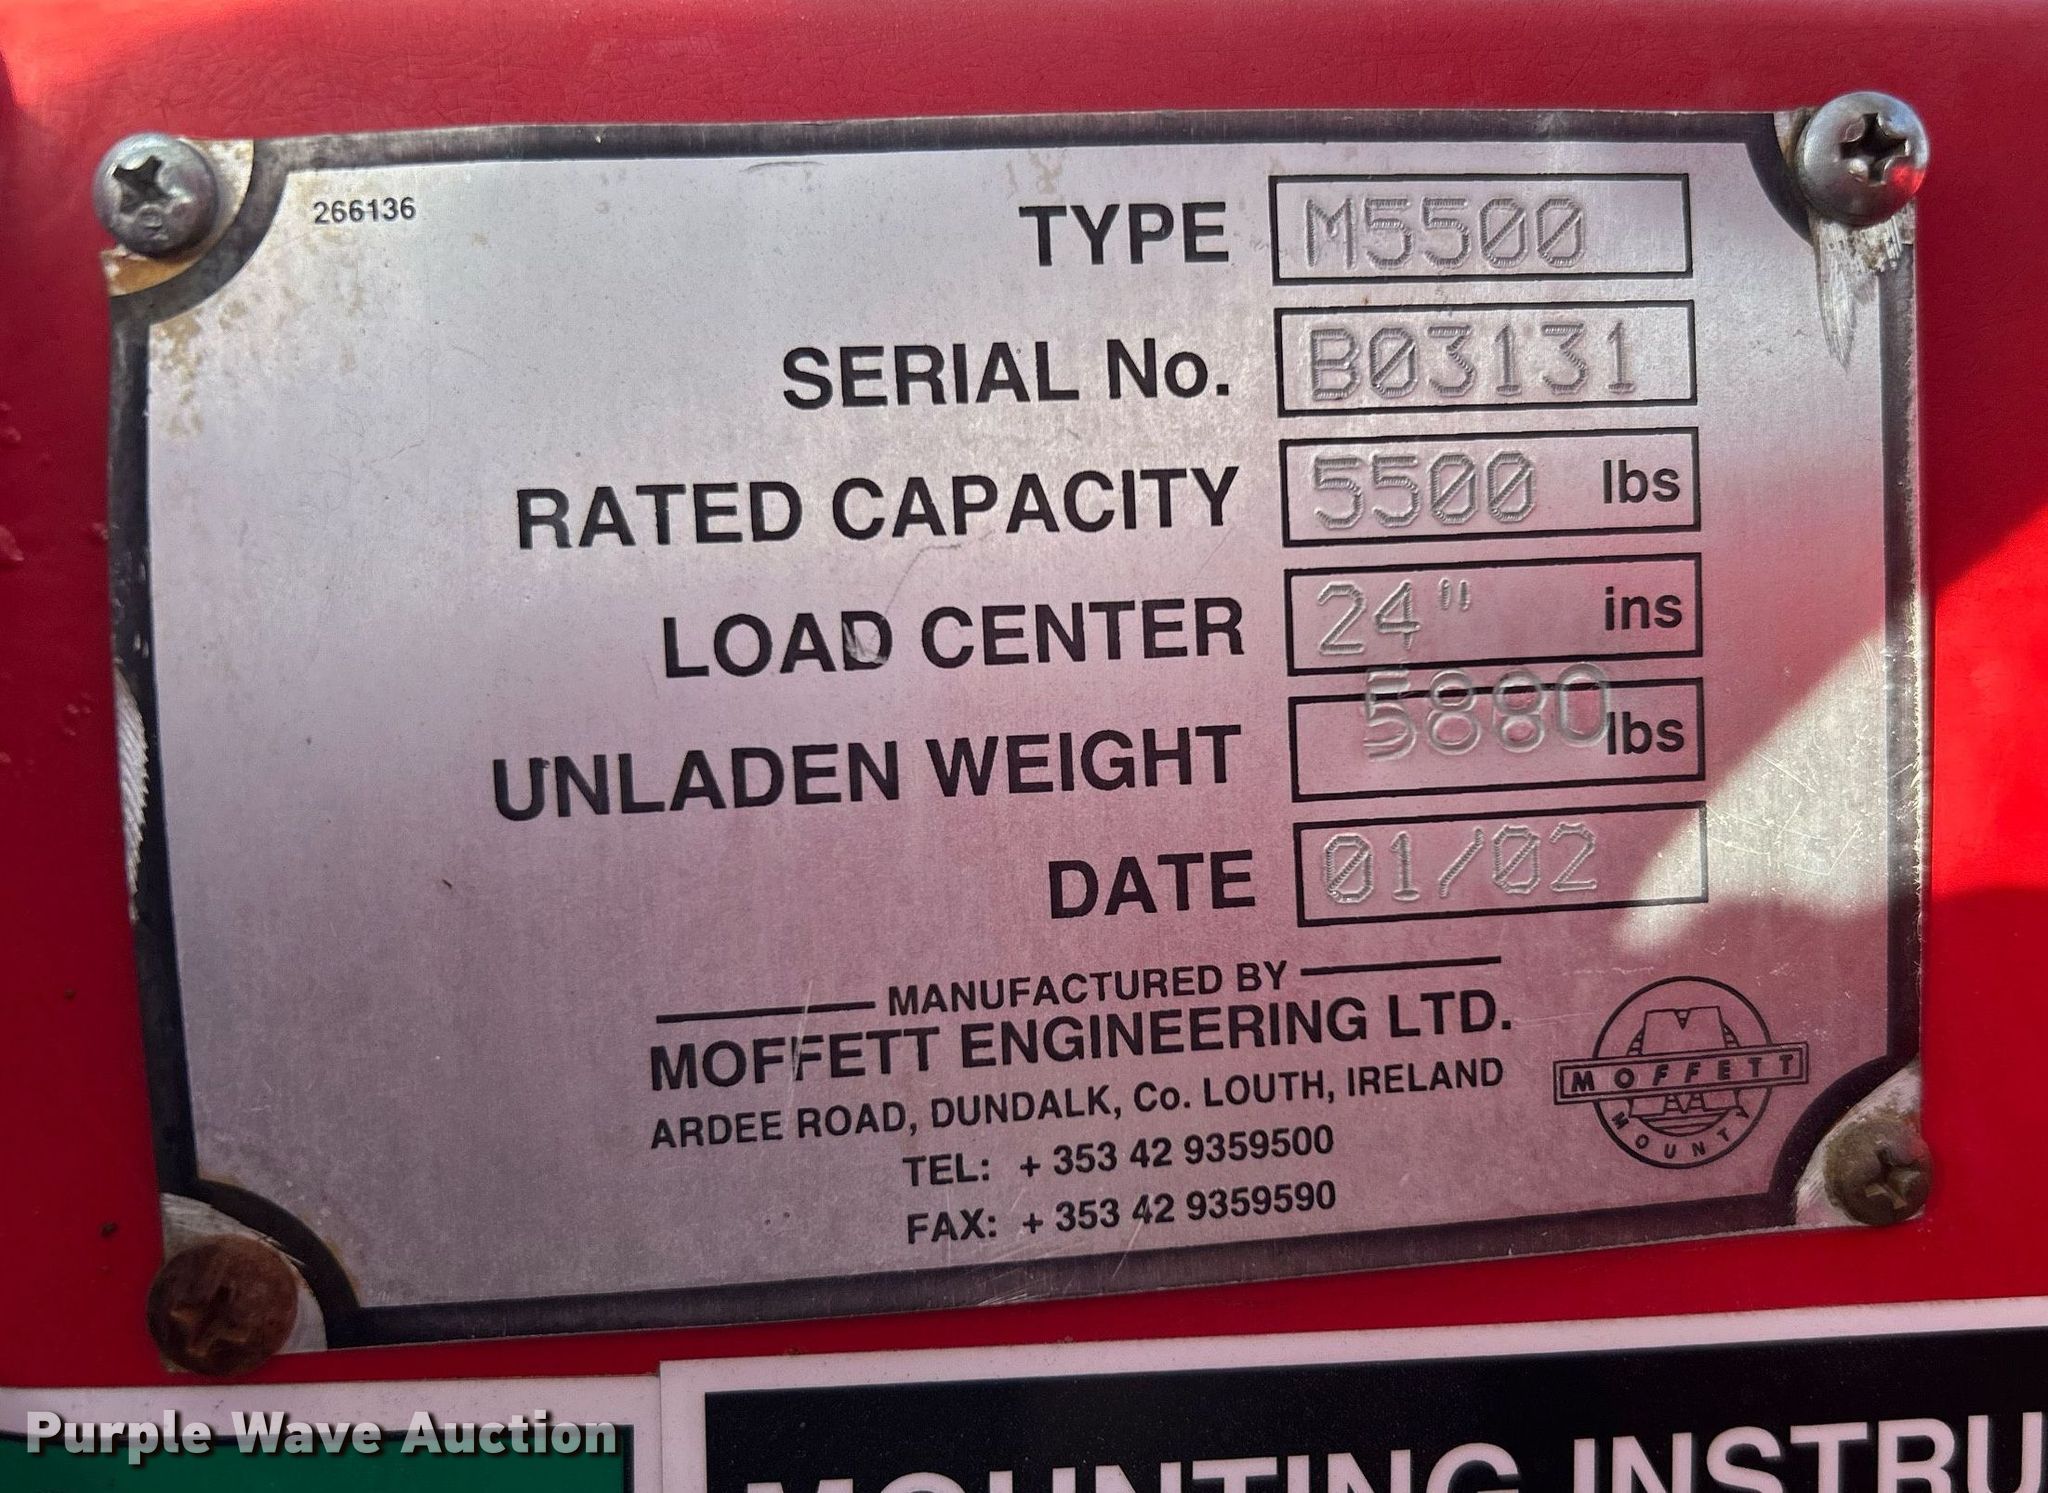 266136
TYPE M5500
SERIAL No. B03131
RATED CAPACITY 5500 lbs
LOAD CENTER 24" ins
UNLADEN WEIGHT 5880 lbs
DATE 01/02
MANUFACTURED BY
MOFFETT ENGINEERING LTD.
ARDEE ROAD, DUNDALK, Co. LOUTH, IRELAND
TEL: + 353 42 9359500
FAX: + 353 42 9359590
M O F F E T T
M O U N T Y
Purple Wave Auction
MOUNTING INSTRU